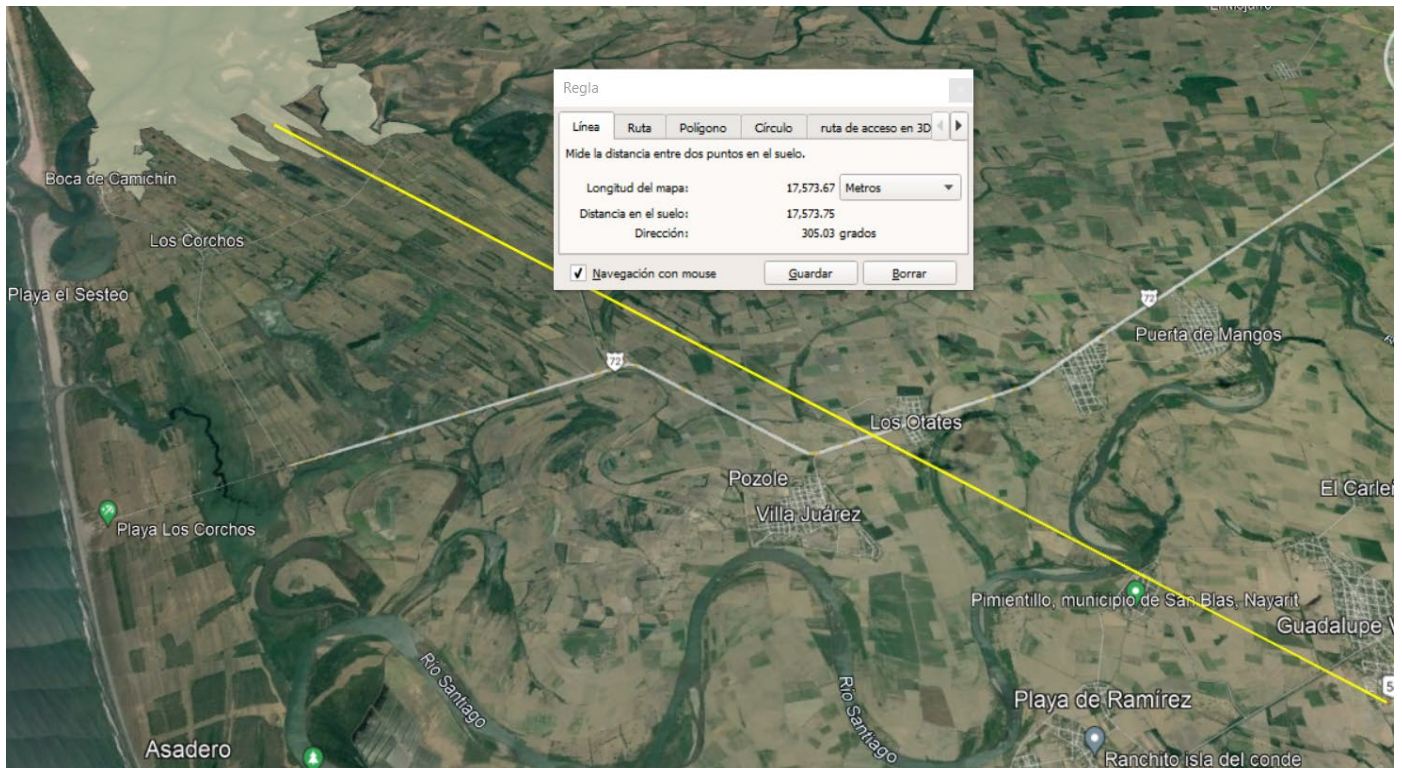 Regla
Línea
Ruta
Polígono
Círculo
ruta de acceso en 3D
Mide la distancia entre dos puntos en el suelo.
Longitud del mapa: 17,573.67 Metros
Distancia en el suelo: 17,573.75
Dirección: 305.03 grados
Navegación con mouse
Guardar
Borrar
Boca de Camichín
Los Corchos
Playa el Sesteo
72
Puerta de Mangos
72
Los Otates
Pozole
El Carlei
Villa Juárez
Playa Los Corchos
Pimientillo, municipio de San Blas, Nayarit
Guadalupe V
Río Santiago
Río Santiago
5
Playa de Ramírez
Asadero
Ranchito isla del conde